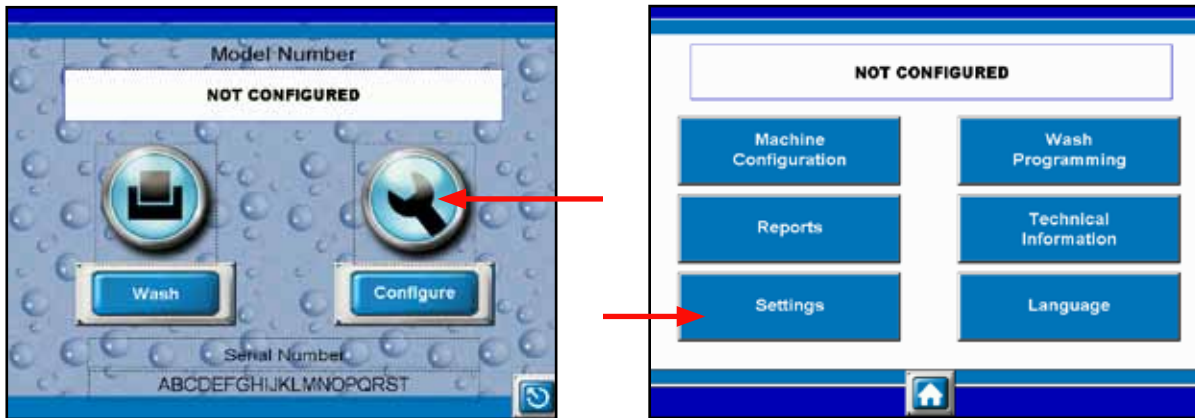 Model Number
NOT CONFIGURED
Wash
Configure
Serial Number
ABCDEFGHIJKLMNOPQRST
NOT CONFIGURED
Machine
Configuration
Wash
Programming
Reports
Technical
Information
Settings
Language